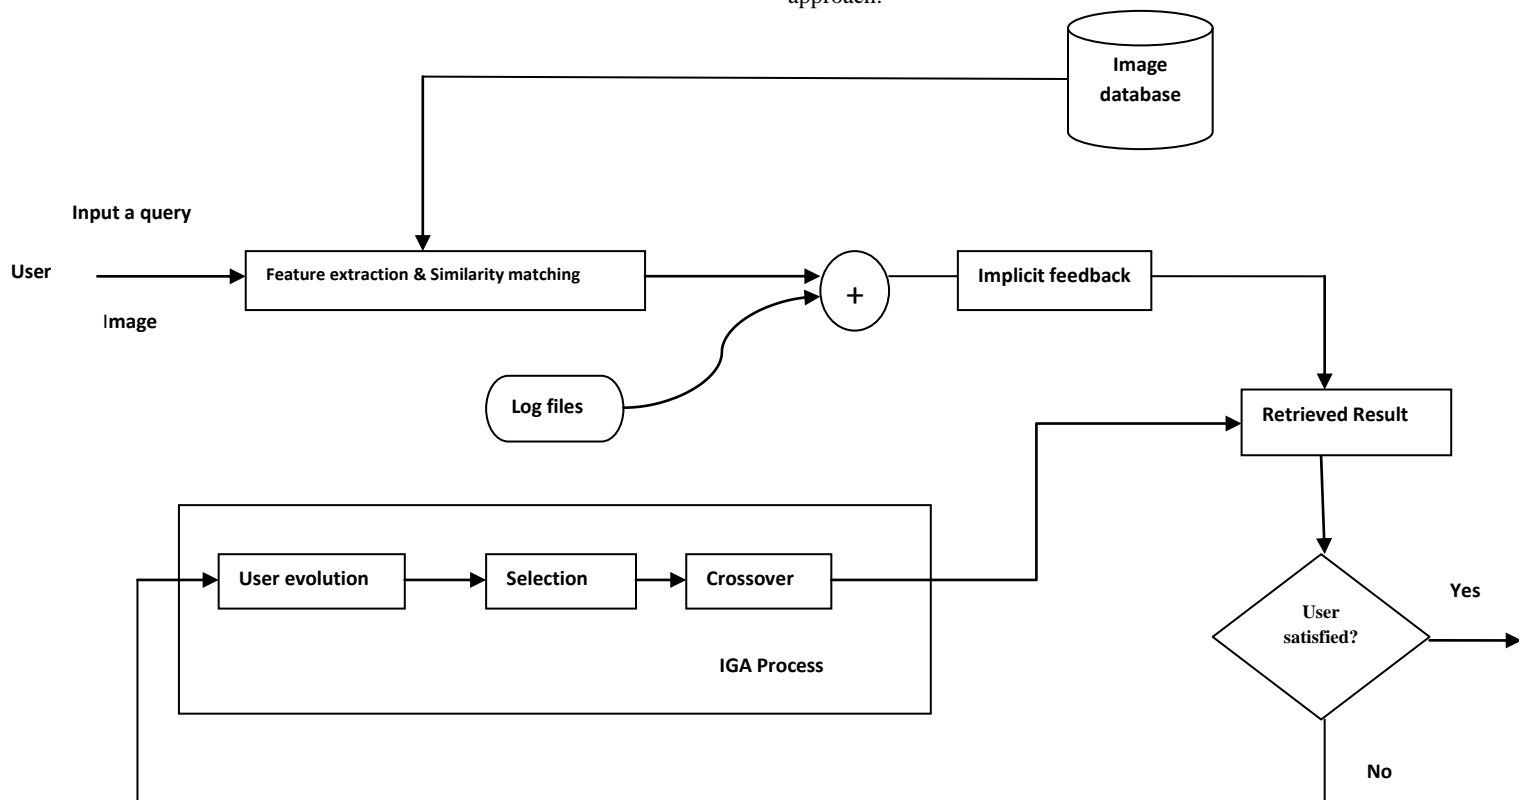 approach.
Image
database
Input a query
User
Feature extraction & Similarity matching
+
Implicit feedback
Image
Log files
Retrieved Result
User evolution
Selection
Crossover
User
satisfied?
Yes
IGA Process
No